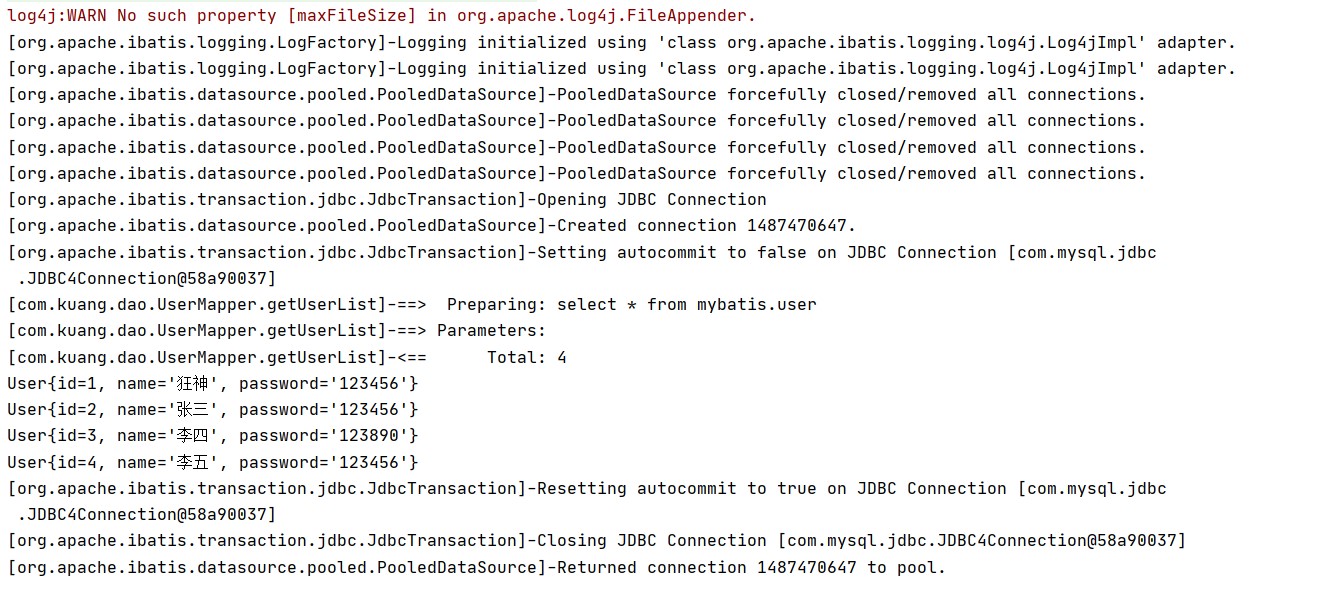 log4j:WARN No such property [maxFileSize] in org.apache.log4j.FileAppender.
[org.apache.ibatis.logging.LogFactory]-Logging initialized using 'class org.apache.ibatis.logging.log4j.Log4jImpl' adapter.
[org.apache.ibatis.logging.LogFactory]-Logging initialized using 'class org.apache.ibatis.logging.log4j.Log4jImpl' adapter.
[org.apache.ibatis.datasource.pooled.PooledDataSource]-PooledDataSource forcefully closed/removed all connections.
[org.apache.ibatis.datasource.pooled.PooledDataSource]-PooledDataSource forcefully closed/removed all connections.
[org.apache.ibatis.datasource.pooled.PooledDataSource]-PooledDataSource forcefully closed/removed all connections.
[org.apache.ibatis.datasource.pooled.PooledDataSource]-PooledDataSource forcefully closed/removed all connections.
[org.apache.ibatis.transaction.jdbc.JdbcTransaction]-Opening JDBC Connection
[org.apache.ibatis.datasource.pooled.PooledDataSource]-Created connection 1487470647.
[org.apache.ibatis.transaction.jdbc.JdbcTransaction]-Setting autocommit to false on JDBC Connection [com.mysql.jdbc
.JDBC4Connection@58a90037]
[com.kuang.dao.UserMapper.getUserList]-==>  Preparing: select * from mybatis.user
[com.kuang.dao.UserMapper.getUserList]-==> Parameters:
[com.kuang.dao.UserMapper.getUserList]-<==      Total: 4
User{id=1, name='狂神', password='123456'}
User{id=2, name='张三', password='123456'}
User{id=3, name='李四', password='123890'}
User{id=4, name='李五', password='123456'}
[org.apache.ibatis.transaction.jdbc.JdbcTransaction]-Resetting autocommit to true on JDBC Connection [com.mysql.jdbc
.JDBC4Connection@58a90037]
[org.apache.ibatis.transaction.jdbc.JdbcTransaction]-Closing JDBC Connection [com.mysql.jdbc.JDBC4Connection@58a90037]
[org.apache.ibatis.datasource.pooled.PooledDataSource]-Returned connection 1487470647 to pool.